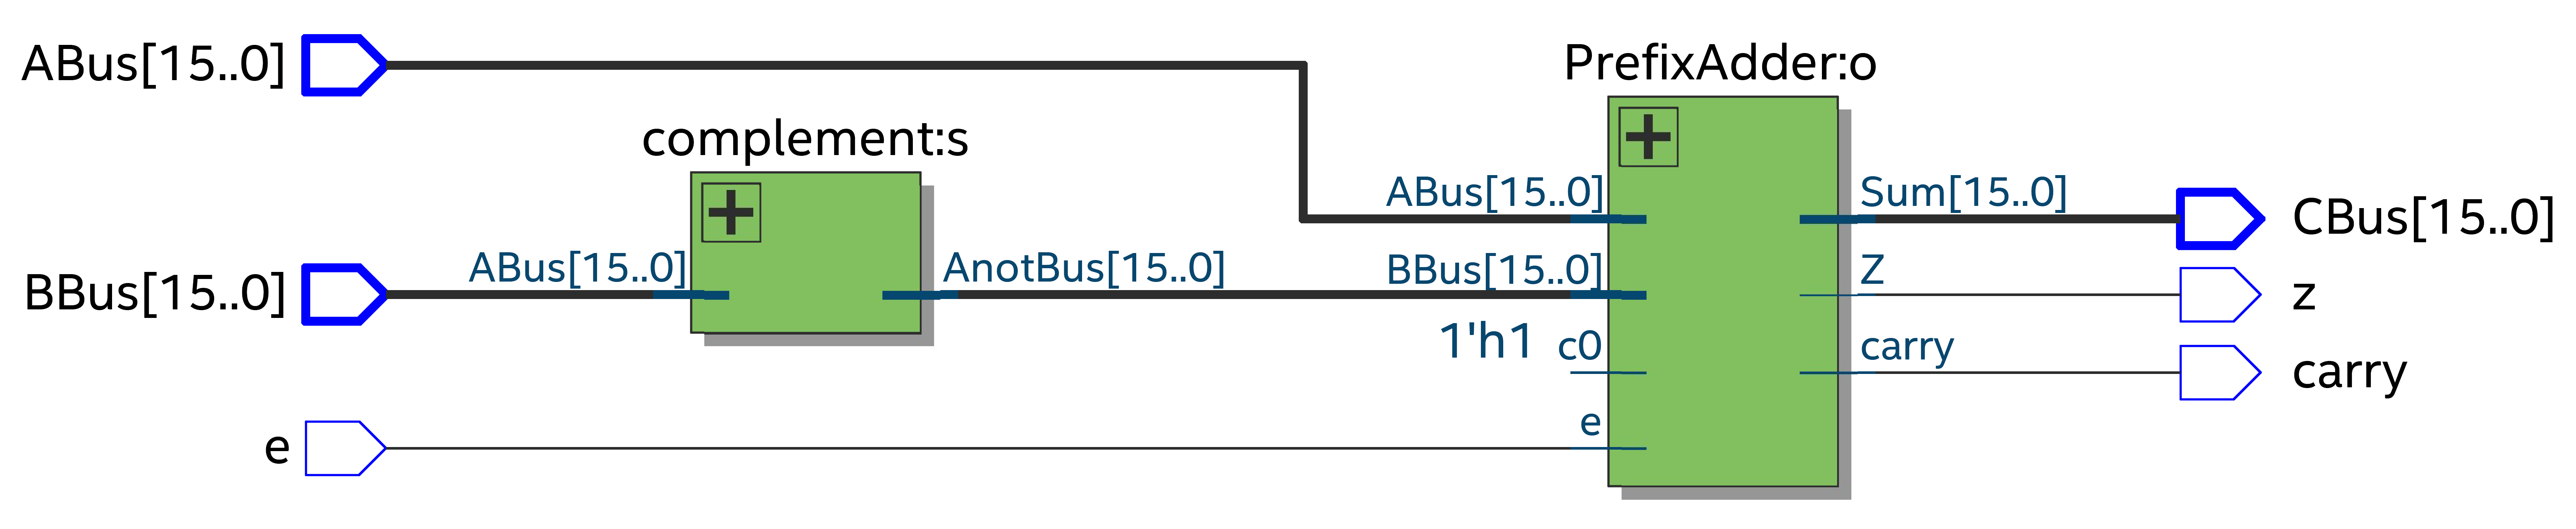 ABus[15..0]
PrefixAdder:o
complement:s
ABus[15..0]
Sum[15..0]
CBus[15..0]
BBus[15..0]
ABus[15..0]
AnotBus[15..0]
BBus[15..0]
Z
z
1'h1
c0
carry
carry
e
e